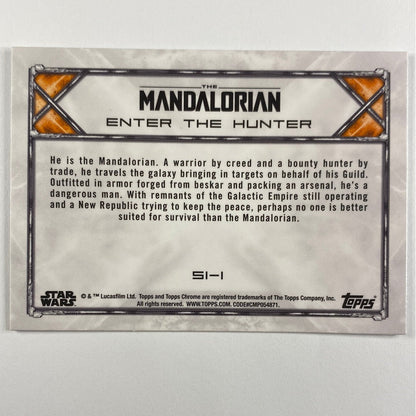 THE
MANDALORIAN
ENTER THE HUNTER
He is the Mandalorian. A warrior by creed and a bounty hunter by
trade, he travels the galaxy bringing in targets on behalf of his Guild.
Outfitted in armor forged from beskar and packing an arsenal, he's a
dangerous man. With remnants of the Galactic Empire still operating
and a New Republic trying to keep the peace, perhaps no one is better
suited for survival than the Mandalorian.
S1-1
STAR WARS
© & ™ Lucasfilm Ltd. Topps and Topps Chrome are registered trademarks of The Topps Company, Inc.
All rights reserved. WWW.TOPPS.COM. CODE#CMP054871.
topps